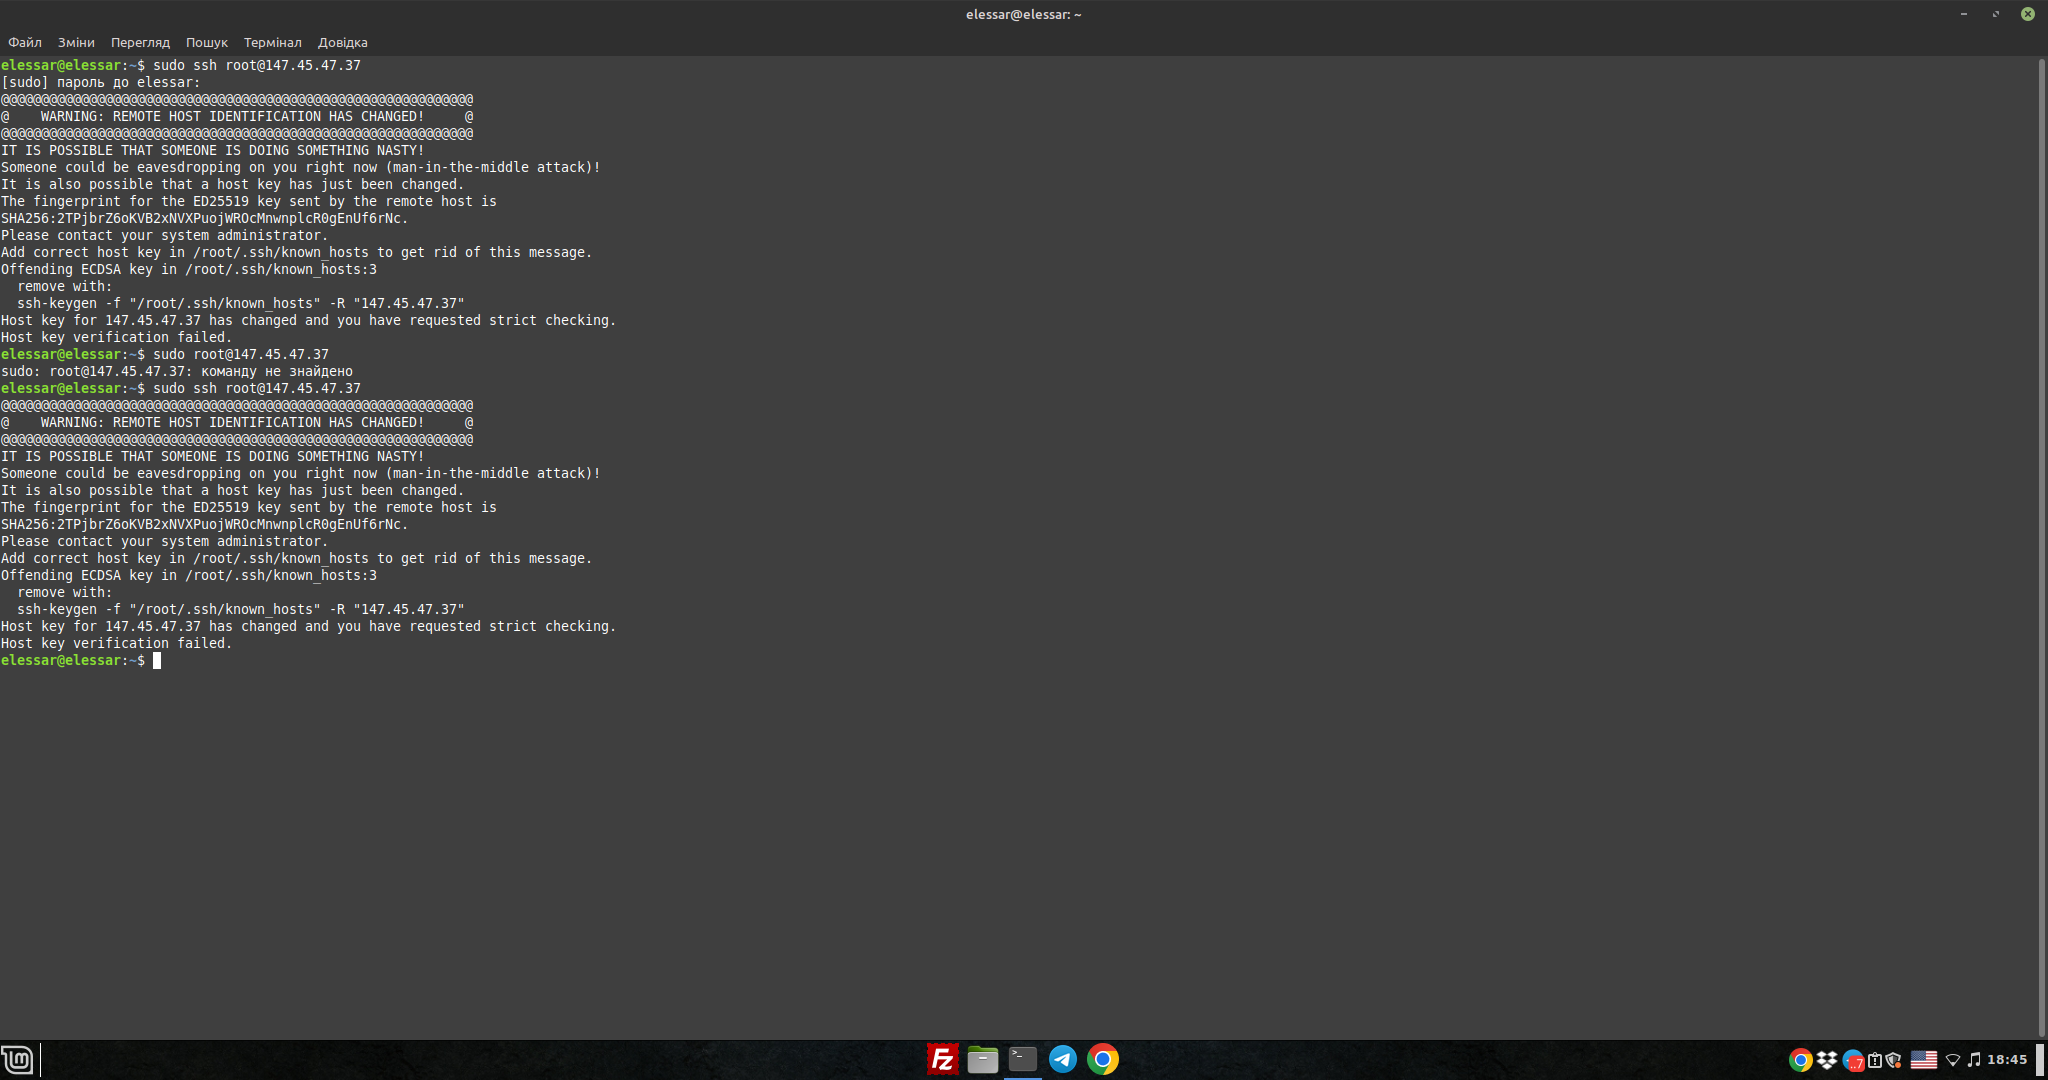 elessar@elessar: ~
Файл Зміни Перегляд Пошук Термінал Довідка
elessar@elessar:~$ sudo ssh root@147.45.47.37
[sudo] пароль до elessar:
@@@@@@@@@@@@@@@@@@@@@@@@@@@@@@@@@@@@@@@@@@@@@@@@@@@@@@@@@@@
@    WARNING: REMOTE HOST IDENTIFICATION HAS CHANGED!     @
@@@@@@@@@@@@@@@@@@@@@@@@@@@@@@@@@@@@@@@@@@@@@@@@@@@@@@@@@@@
IT IS POSSIBLE THAT SOMEONE IS DOING SOMETHING NASTY!
Someone could be eavesdropping on you right now (man-in-the-middle attack)!
It is also possible that a host key has just been changed.
The fingerprint for the ED25519 key sent by the remote host is
SHA256:2TPjbrZ6oKVB2xNVXPuojWROcMnwnplcR0gEnUf6rNc.
Please contact your system administrator.
Add correct host key in /root/.ssh/known_hosts to get rid of this message.
Offending ECDSA key in /root/.ssh/known_hosts:3
  remove with:
  ssh-keygen -f "/root/.ssh/known_hosts" -R "147.45.47.37"
Host key for 147.45.47.37 has changed and you have requested strict checking.
Host key verification failed.
elessar@elessar:~$ sudo root@147.45.47.37
sudo: root@147.45.47.37: команду не знайдено
elessar@elessar:~$ sudo ssh root@147.45.47.37
@@@@@@@@@@@@@@@@@@@@@@@@@@@@@@@@@@@@@@@@@@@@@@@@@@@@@@@@@@@
@    WARNING: REMOTE HOST IDENTIFICATION HAS CHANGED!     @
@@@@@@@@@@@@@@@@@@@@@@@@@@@@@@@@@@@@@@@@@@@@@@@@@@@@@@@@@@@
IT IS POSSIBLE THAT SOMEONE IS DOING SOMETHING NASTY!
Someone could be eavesdropping on you right now (man-in-the-middle attack)!
It is also possible that a host key has just been changed.
The fingerprint for the ED25519 key sent by the remote host is
SHA256:2TPjbrZ6oKVB2xNVXPuojWROcMnwnplcR0gEnUf6rNc.
Please contact your system administrator.
Add correct host key in /root/.ssh/known_hosts to get rid of this message.
Offending ECDSA key in /root/.ssh/known_hosts:3
  remove with:
  ssh-keygen -f "/root/.ssh/known_hosts" -R "147.45.47.37"
Host key for 147.45.47.37 has changed and you have requested strict checking.
Host key verification failed.
elessar@elessar:~$
Fz
>_
..7
18:45